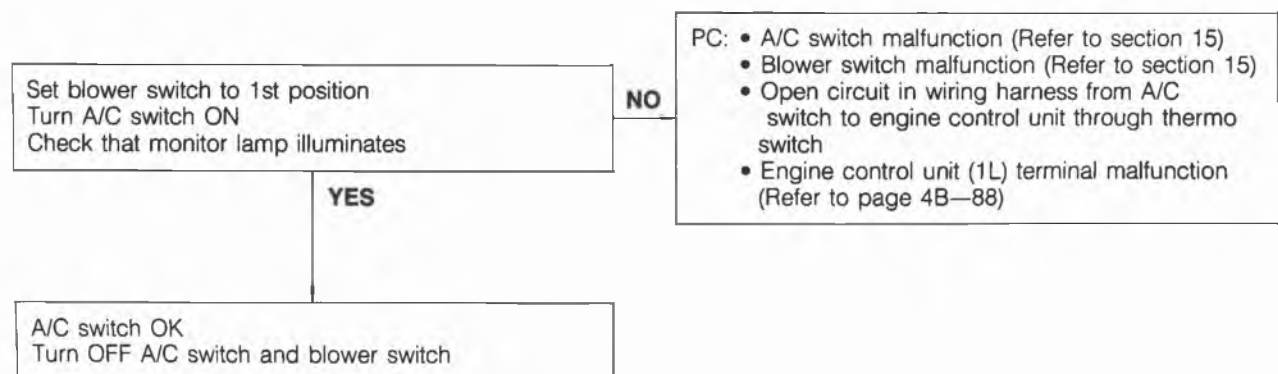 Set blower switch to 1st position
Turn A/C switch ON
Check that monitor lamp illuminates
NO
PC: • A/C switch malfunction (Refer to section 15)
• Blower switch malfunction (Refer to section 15)
• Open circuit in wiring harness from A/C
switch to engine control unit through thermo
switch
• Engine control unit (1L) terminal malfunction
(Refer to page 4B—88)
YES
A/C switch OK
Turn OFF A/C switch and blower switch